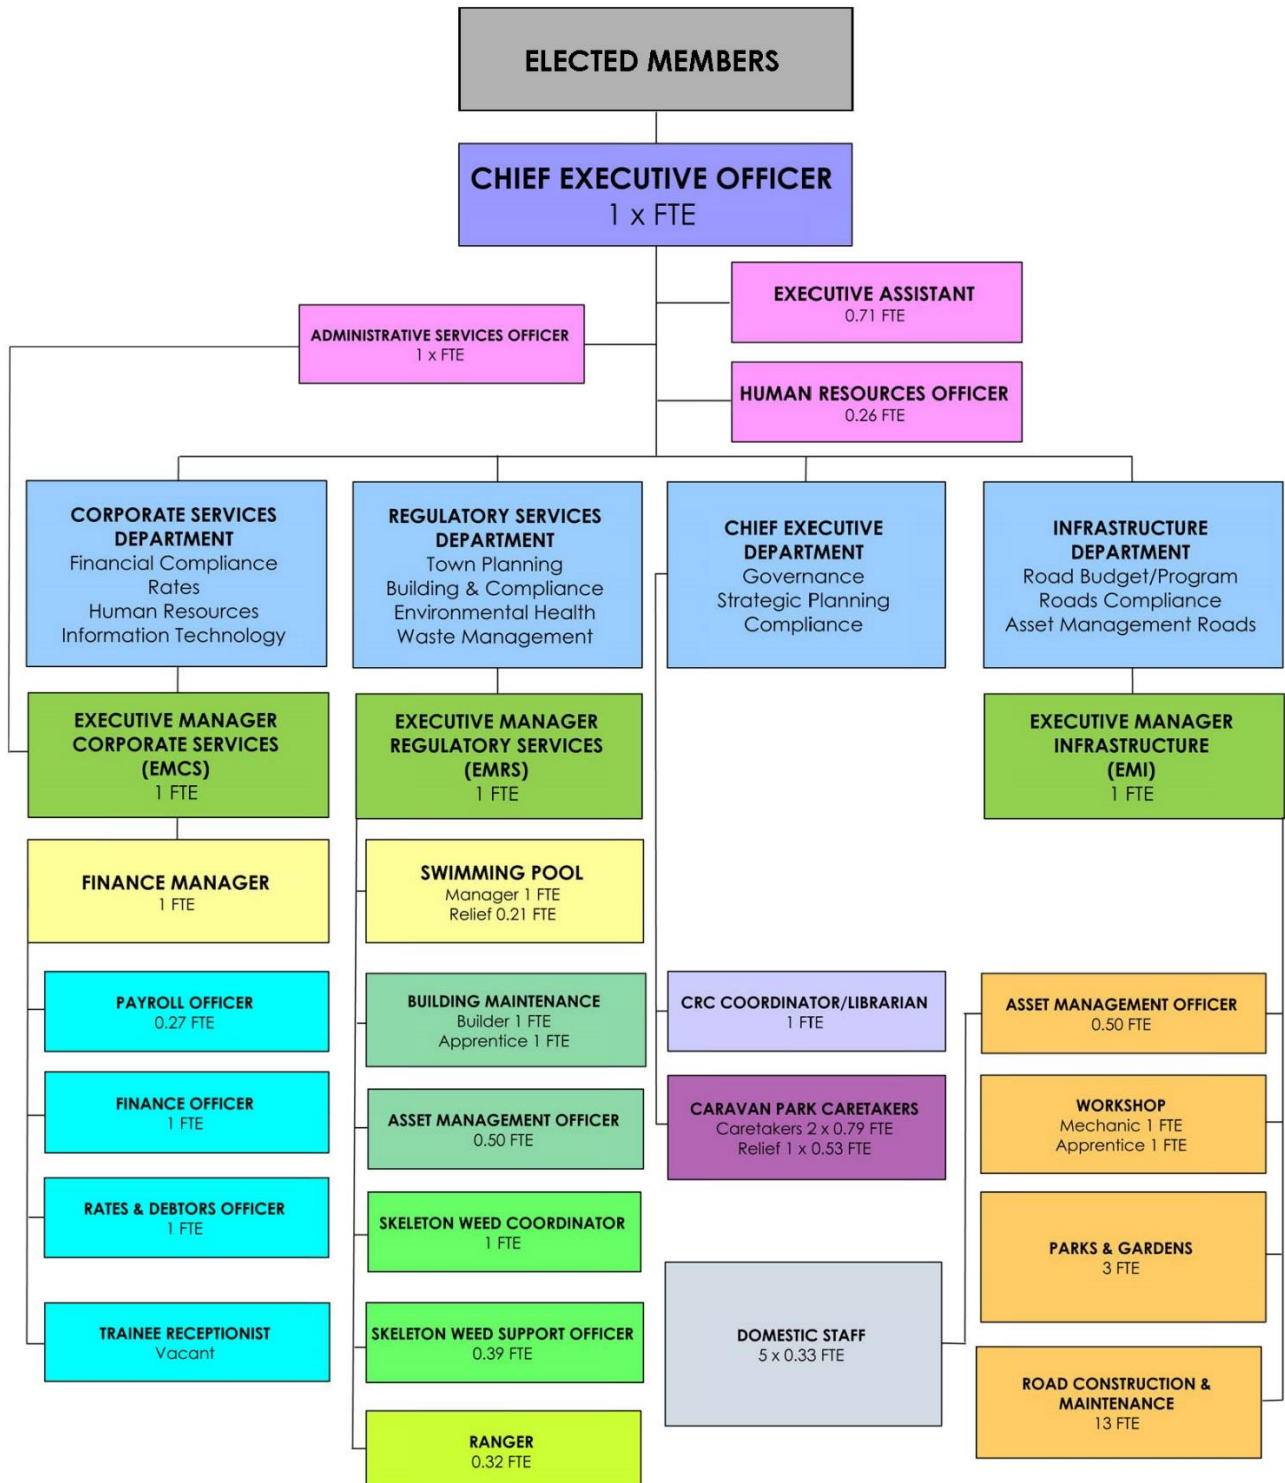 ELECTED MEMBERS
CHIEF EXECUTIVE OFFICER
1 x FTE
EXECUTIVE ASSISTANT
0.71 FTE
ADMINISTRATIVE SERVICES OFFICER
1 x FTE
HUMAN RESOURCES OFFICER
0.26 FTE
CORPORATE SERVICES
DEPARTMENT
Financial Compliance
Rates
Human Resources
Information Technology
REGULATORY SERVICES
DEPARTMENT
Town Planning
Building & Compliance
Environmental Health
Waste Management
CHIEF EXECUTIVE
DEPARTMENT
Governance
Strategic Planning
Compliance
INFRASTRUCTURE
DEPARTMENT
Road Budget/Program
Roads Compliance
Asset Management Roads
EXECUTIVE MANAGER
CORPORATE SERVICES
(EMCS)
1 FTE
EXECUTIVE MANAGER
REGULATORY SERVICES
(EMRS)
1 FTE
EXECUTIVE MANAGER
INFRASTRUCTURE
(EMI)
1 FTE
FINANCE MANAGER
1 FTE
SWIMMING POOL
Manager 1 FTE
Relief 0.21 FTE
PAYROLL OFFICER
0.27 FTE
BUILDING MAINTENANCE
Builder 1 FTE
Apprentice 1 FTE
CRC COORDINATOR/LIBRARIAN
1 FTE
ASSET MANAGEMENT OFFICER
0.50 FTE
FINANCE OFFICER
1 FTE
ASSET MANAGEMENT OFFICER
0.50 FTE
CARAVAN PARK CARETAKERS
Caretakers 2 x 0.79 FTE
Relief 1 x 0.53 FTE
WORKSHOP
Mechanic 1 FTE
Apprentice 1 FTE
RATES & DEBTORS OFFICER
1 FTE
SKELETON WEED COORDINATOR
1 FTE
PARKS & GARDENS
3 FTE
TRAINEE RECEPTIONIST
Vacant
SKELETON WEED SUPPORT OFFICER
0.39 FTE
DOMESTIC STAFF
5 x 0.33 FTE
ROAD CONSTRUCTION &
MAINTENANCE
13 FTE
RANGER
0.32 FTE